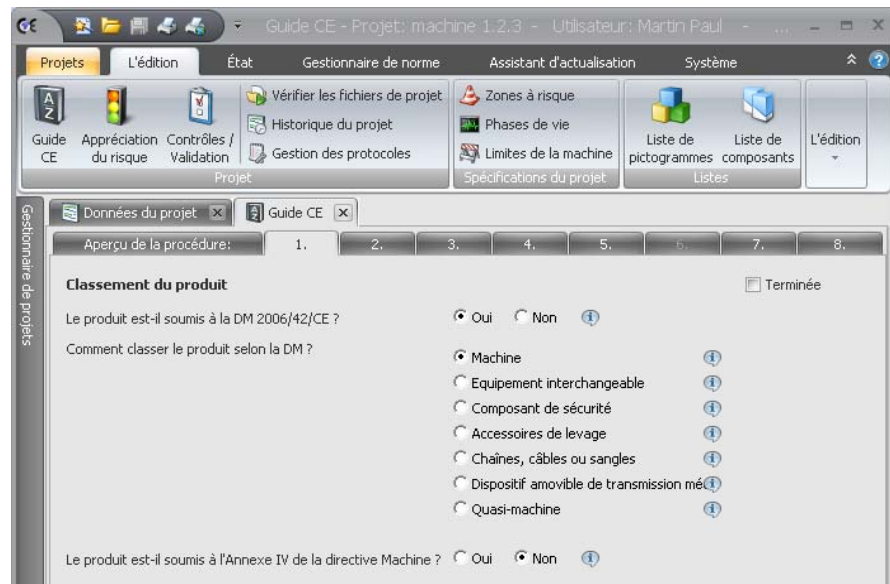 Guide CE - Projet: machine 1.2.3 - Utilisateur: Martin Paul - ...
Projets L'édition État Gestionnaire de norme Assistant d'actualisation Système
Guide CE
Appréciation du risque
Contrôles / Validation
Vérifier les fichiers de projet
Historique du projet
Gestion des protocoles
Projet
Zones à risque
Phases de vie
Limites de la machine
Spécifications du projet
Liste de pictogrammes
Liste de composants
Listes
L'édition
Gestionnaire de projets
Données du projet Guide CE
Aperçu de la procédure: 1. 2. 3. 4. 5. 6. 7. 8.
Classement du produit Terminée
Le produit est-il soumis à la DM 2006/42/CE ? Oui Non
Comment classer le produit selon la DM ?
Machine
Equipement interchangeable
Composant de sécurité
Accessoires de levage
Chaînes, câbles ou sangles
Dispositif amovible de transmission mé
Quasi-machine
Le produit est-il soumis à l'Annexe IV de la directive Machine ? Oui Non